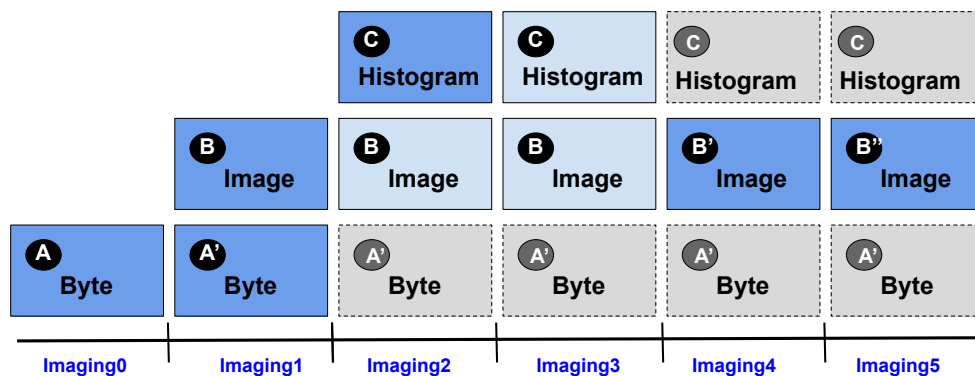 C C C C
Histogram Histogram Histogram Histogram
B B B B' B''
Image Image Image Image Image
A A' A' A' A' A'
Byte Byte Byte Byte Byte Byte
Imaging0 Imaging1 Imaging2 Imaging3 Imaging4 Imaging5